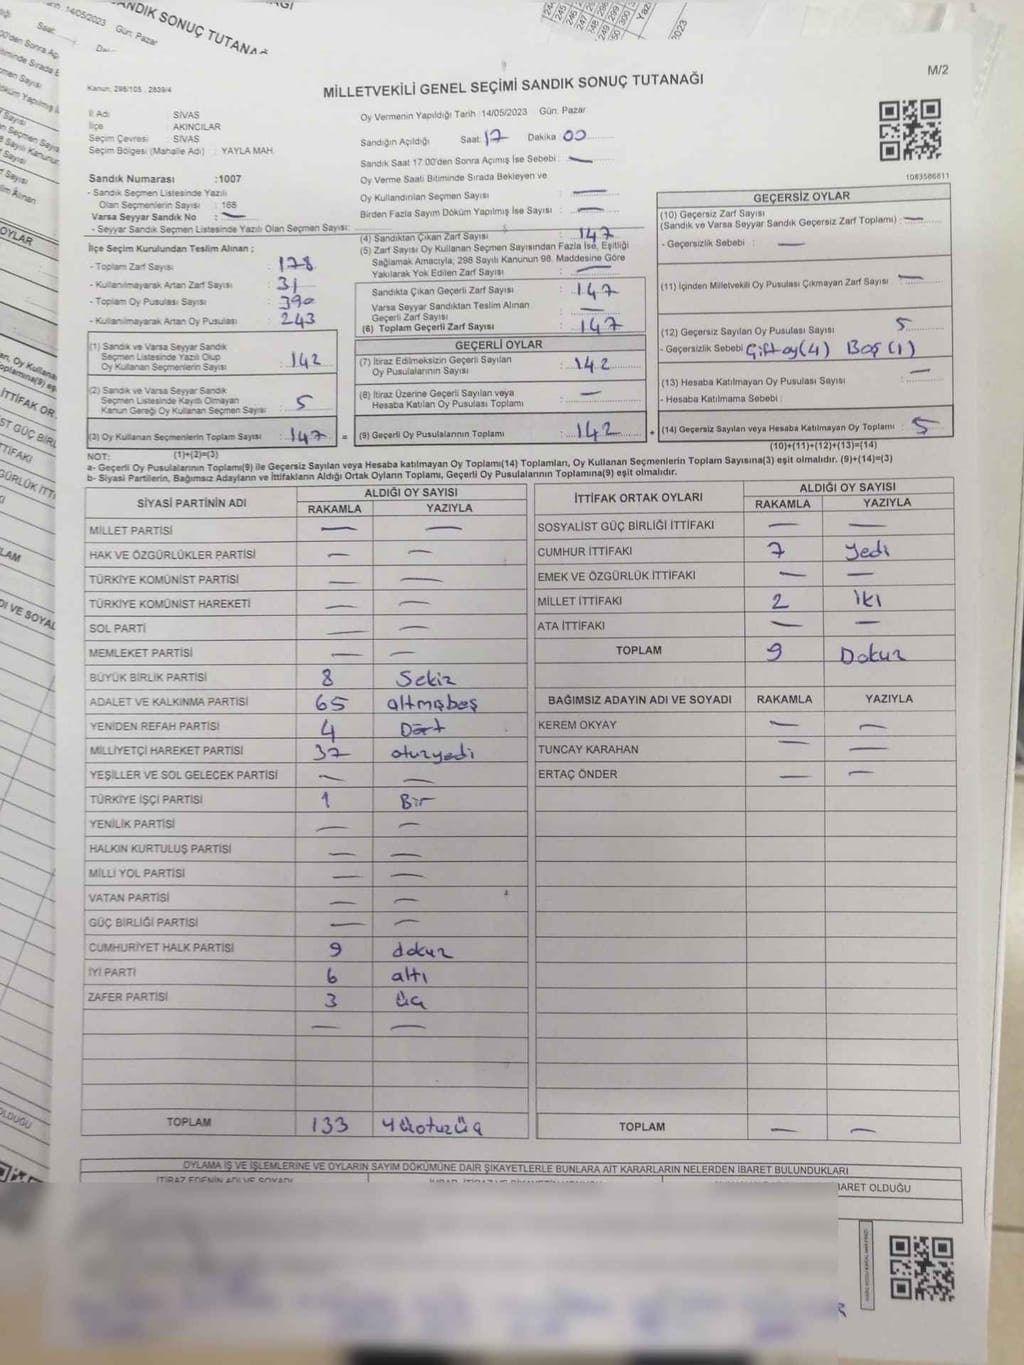 M/2
MİLLETVEKİLİ GENEL SEÇİMİ SANDIK SONUÇ TUTANAĞI
Kanun: 298/105 , 2839/4
İl Adı SİVAS
İlçe AKINCILAR
Seçim Çevresi SİVAS
Seçim Bölgesi (Mahalle Adı) : YAYLA MAH.
Sandık Numarası :1007
- Sandık Seçmen Listesinde Yazılı
Olan Seçmenlerin Sayısı : 168
Varsa Seyyar Sandık No : —
- Seyyar Sandık Seçmen Listesinde Yazılı Olan Seçmen Sayısı:
İlçe Seçim Kurulundan Teslim Alınan ;
- Toplam Zarf Sayısı : 178
- Kullanılmayarak Artan Zarf Sayısı : 31
- Toplam Oy Pusulası Sayısı : 390
- Kullanılmayarak Artan Oy Pusulası : 243
(1) Sandık ve Varsa Seyyar Sandık
Seçmen Listesinde Yazılı Olup
Oy Kullanan Seçmenlerin Sayısı : 142
(2) Sandık ve Varsa Seyyar Sandık
Seçmen Listesinde Kayıtlı Olmayan
Kanun Gereği Oy Kullanan Seçmen Sayısı : 5
(3) Oy Kullanan Seçmenlerin Toplam Sayısı : 147 =
(1)+(2)=(3)
Oy Vermenin Yapıldığı Tarih :14/05/2023 Gün: Pazar
Sandığın Açıldığı Saat:17 Dakika 00
Sandık Saat 17.00'den Sonra Açımış İse Sebebi : —
Oy Verme Saati Bitiminde Sırada Bekleyen ve
Oy Kullandırılan Seçmen Sayısı : —
Birden Fazla Sayım Döküm Yapılmış İse Sayısı : —
(4) Sandıktan Çıkan Zarf Sayısı : 147
(5) Zarf Sayısı Oy Kullanan Seçmen Sayısından Fazla İse, Eşitliği
Sağlamak Amacıyla, 298 Sayılı Kanunun 98. Maddesine Göre
Yakılarak Yok Edilen Zarf Sayısı : —
Sandıkta Çıkan Geçerli Zarf Sayısı : 147
Varsa Seyyar Sandıktan Teslim Alınan
Geçerli Zarf Sayısı : —
(6) Toplam Geçerli Zarf Sayısı : 147
GEÇERLİ OYLAR
(7) İtiraz Edilmeksizin Geçerli Sayılan
Oy Pusulalarının Sayısı : 142
(8) İtiraz Üzerine Geçerli Sayılan veya
Hesaba Katılan Oy Pusulası Toplamı : —
(9) Geçerli Oy Pusulalarının Toplamı : 142 +
1083586811
GEÇERSİZ OYLAR
(10) Geçersiz Zarf Sayısı
(Sandık ve Varsa Seyyar Sandık Geçersiz Zarf Toplamı) : —
- Geçersizlik Sebebi : —
(11) İçinden Milletvekili Oy Pusulası Çıkmayan Zarf Sayısı : —
(12) Geçersiz Sayılan Oy Pusulası Sayısı 5
- Geçersizlik Sebebi Çift oy (4) Boş (1)
(13) Hesaba Katılmayan Oy Pusulası Sayısı : —
- Hesaba Katılmama Sebebi :
(14) Geçersiz Sayılan veya Hesaba Katılmayan Oy Toplamı : 5
(10)+(11)+(12)+(13)=(14)
NOT:
a- Geçerli Oy Pusulalarının Toplamı(9) ile Geçersiz Sayılan veya Hesaba katılmayan Oy Toplamı(14) Toplamları, Oy Kullanan Seçmenlerin Toplam Sayısına(3) eşit olmalıdır. (9)+(14)=(3)
b- Siyasi Partilerin, Bağımsız Adayların ve İttifakların Aldığı Ortak Oyların Toplamı, Geçerli Oy Pusulalarının Toplamına(9) eşit olmalıdır.
SİYASİ PARTİNİN ADI ALDIĞI OY SAYISI
RAKAMLA YAZIYLA
MİLLET PARTİSİ — —
HAK VE ÖZGÜRLÜKLER PARTİSİ — —
TÜRKİYE KOMÜNİST PARTİSİ — —
TÜRKİYE KOMÜNİST HAREKETİ — —
SOL PARTİ — —
MEMLEKET PARTİSİ — —
BÜYÜK BİRLİK PARTİSİ 8 Sekiz
ADALET VE KALKINMA PARTİSİ 65 altmışbeş
YENİDEN REFAH PARTİSİ 4 Dört
MİLLİYETÇİ HAREKET PARTİSİ 37 otuzyedi
YEŞİLLER VE SOL GELECEK PARTİSİ — —
TÜRKİYE İŞÇİ PARTİSİ 1 Bir
YENİLİK PARTİSİ — —
HALKIN KURTULUŞ PARTİSİ — —
MİLLİ YOL PARTİSİ — —
VATAN PARTİSİ — —
GÜÇ BİRLİĞİ PARTİSİ — —
CUMHURİYET HALK PARTİSİ 9 dokuz
İYİ PARTİ 6 altı
ZAFER PARTİSİ 3 üç
— —
TOPLAM 133 yüzotuzüç
İTTİFAK ORTAK OYLARI ALDIĞI OY SAYISI
RAKAMLA YAZIYLA
SOSYALİST GÜÇ BİRLİĞİ İTTİFAKI — —
CUMHUR İTTİFAKI 7 Yedi
EMEK VE ÖZGÜRLÜK İTTİFAKI — —
MİLLET İTTİFAKI 2 İki
ATA İTTİFAKI — —
TOPLAM 9 Dokuz
BAĞIMSIZ ADAYIN ADI VE SOYADI RAKAMLA YAZIYLA
KEREM OKYAY — —
TUNCAY KARAHAN — —
ERTAÇ ÖNDER — —
TOPLAM — —
OYLAMA İŞ VE İŞLEMLERİNE VE OYLARIN SAYIM DÖKÜMÜNE DAİR ŞİKAYETLERLE BUNLARA AİT KARARLARIN NELERDEN İBARET BULUNDUKLARI
İTİRAZ EDENİN ADI VE SOYADI
BARET OLDUĞU